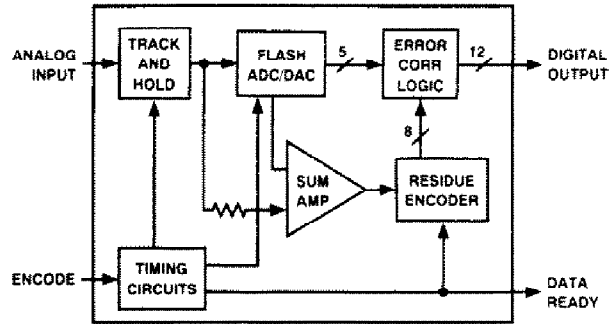 ANALOG
INPUT
TRACK
AND
HOLD
FLASH
ADC/DAC
5
ERROR
CORR
LOGIC
12
DIGITAL
OUTPUT
8
SUM
AMP
RESIDUE
ENCODER
ENCODE
TIMING
CIRCUITS
DATA
READY